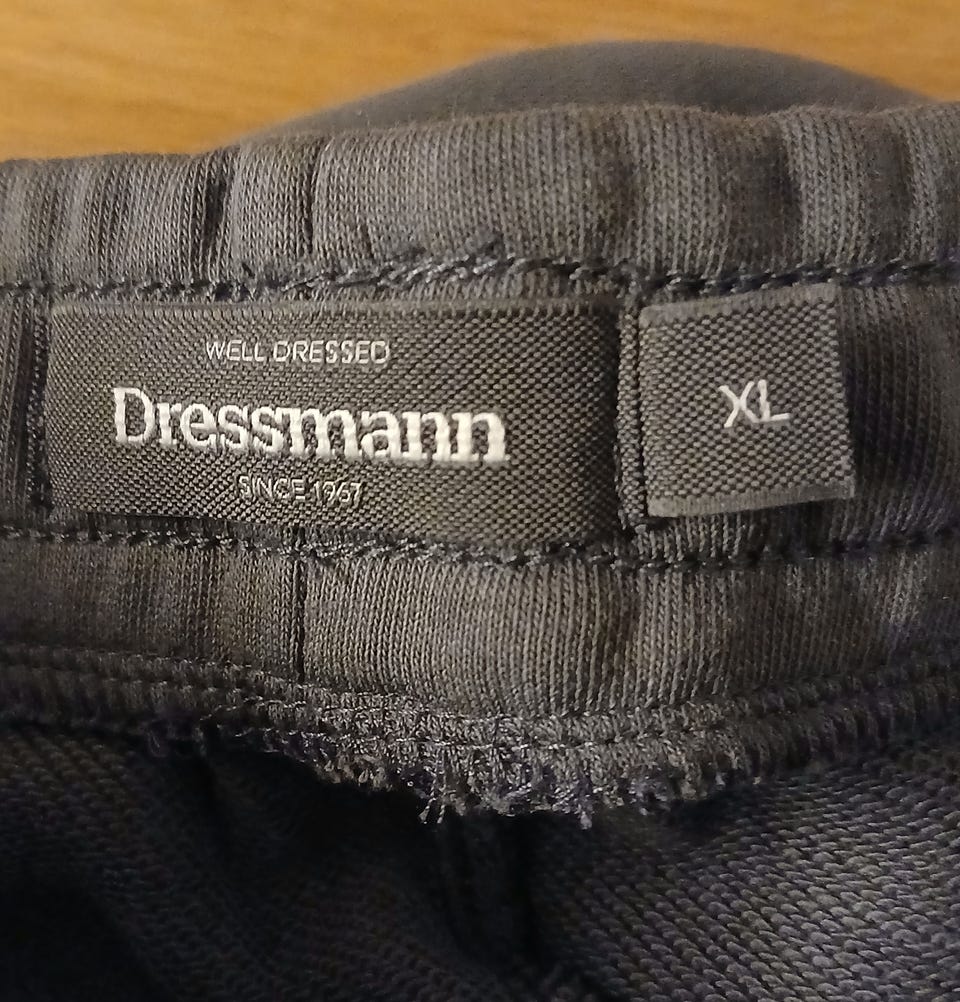 WELL DRESSED
Dressmann
SINCE 1967
XL